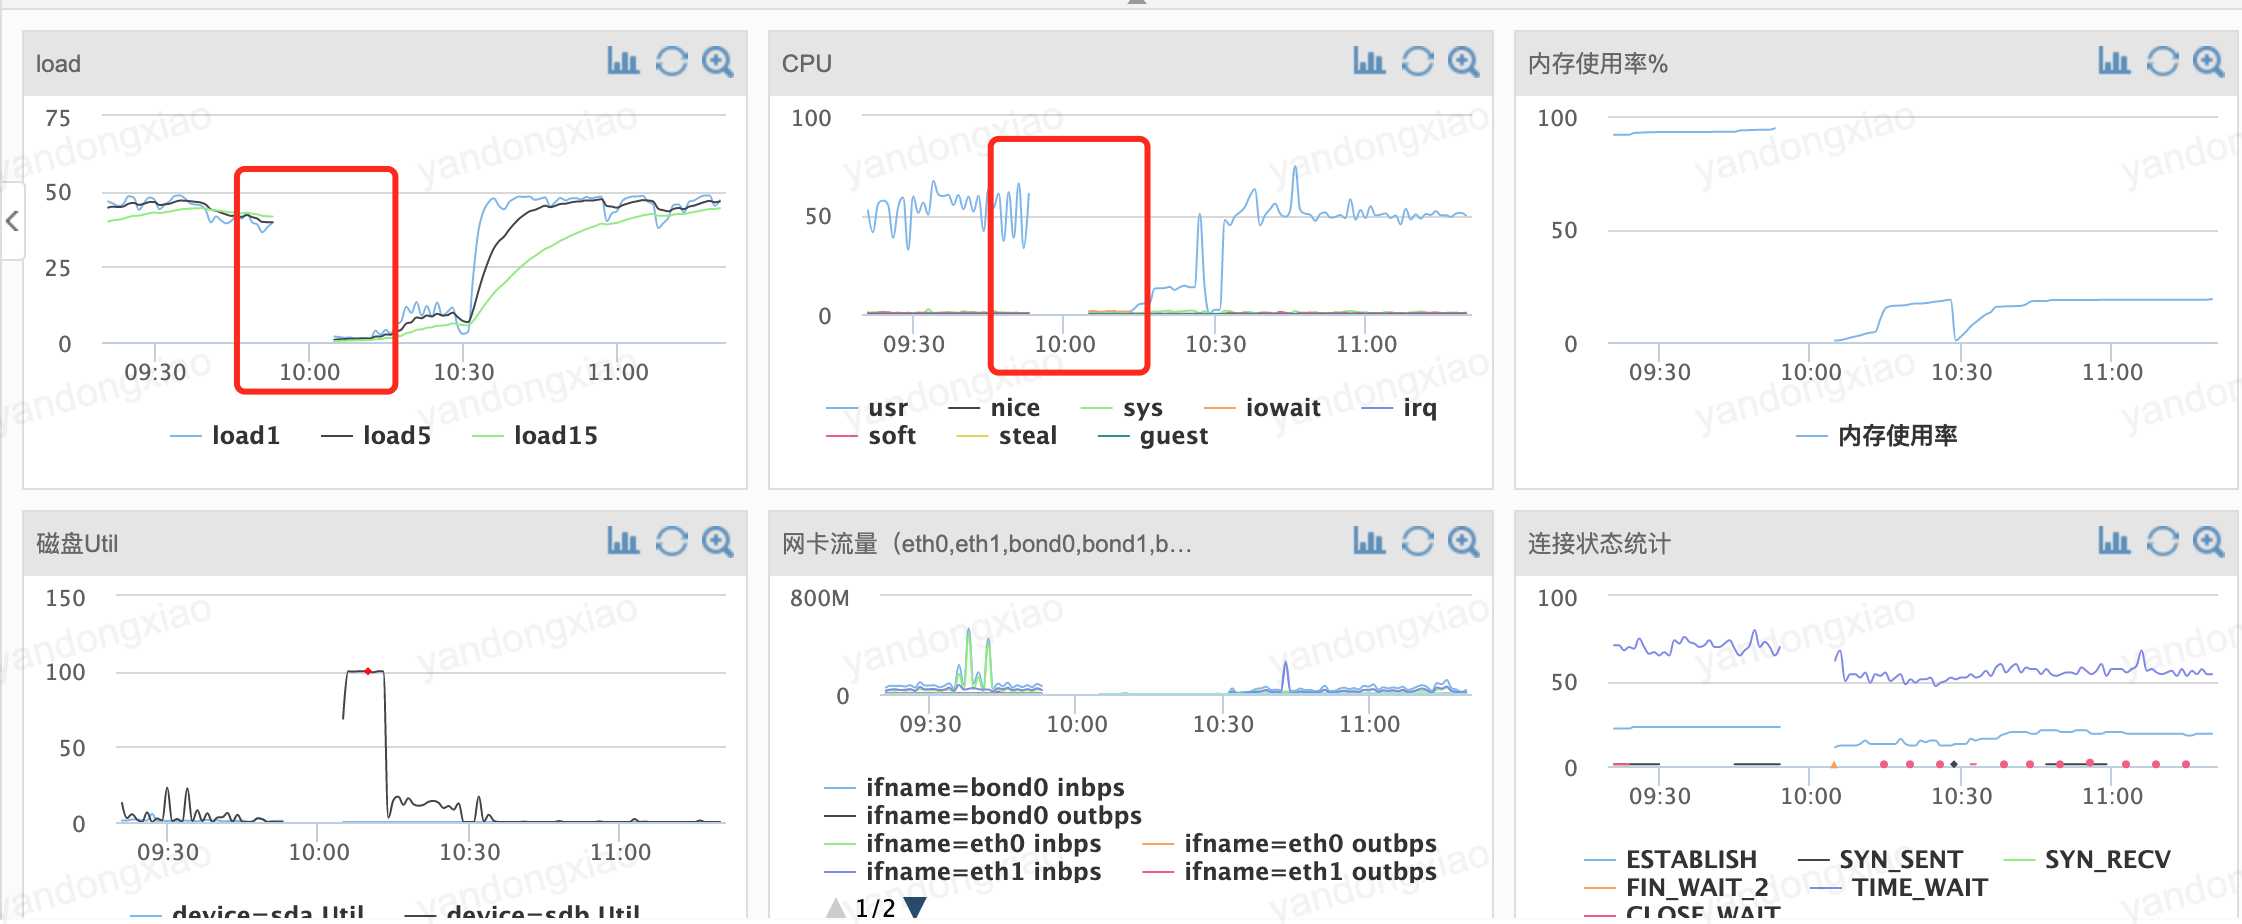 load
75
50
25
0
09:30 10:00 10:30 11:00
load1 load5 load15
CPU
100
50
0
09:30 10:00 10:30 11:00
usr nice sys iowait irq
soft steal guest
内存使用率%
100
50
0
09:30 10:00 10:30 11:00
内存使用率
磁盘Util
150
100
50
0
09:30 10:00 10:30 11:00
device=sda Util device=sdb Util
网卡流量（eth0,eth1,bond0,bond1,b...
800M
0
09:30 10:00 10:30 11:00
ifname=bond0 inbps
ifname=bond0 outbps
ifname=eth0 inbps ifname=eth0 outbps
ifname=eth1 inbps ifname=eth1 outbps
1/2
连接状态统计
100
50
0
09:30 10:00 10:30 11:00
ESTABLISH SYN_SENT SYN_RECV
FIN_WAIT_2 TIME_WAIT
CLOSE_WAIT
yandongxiao